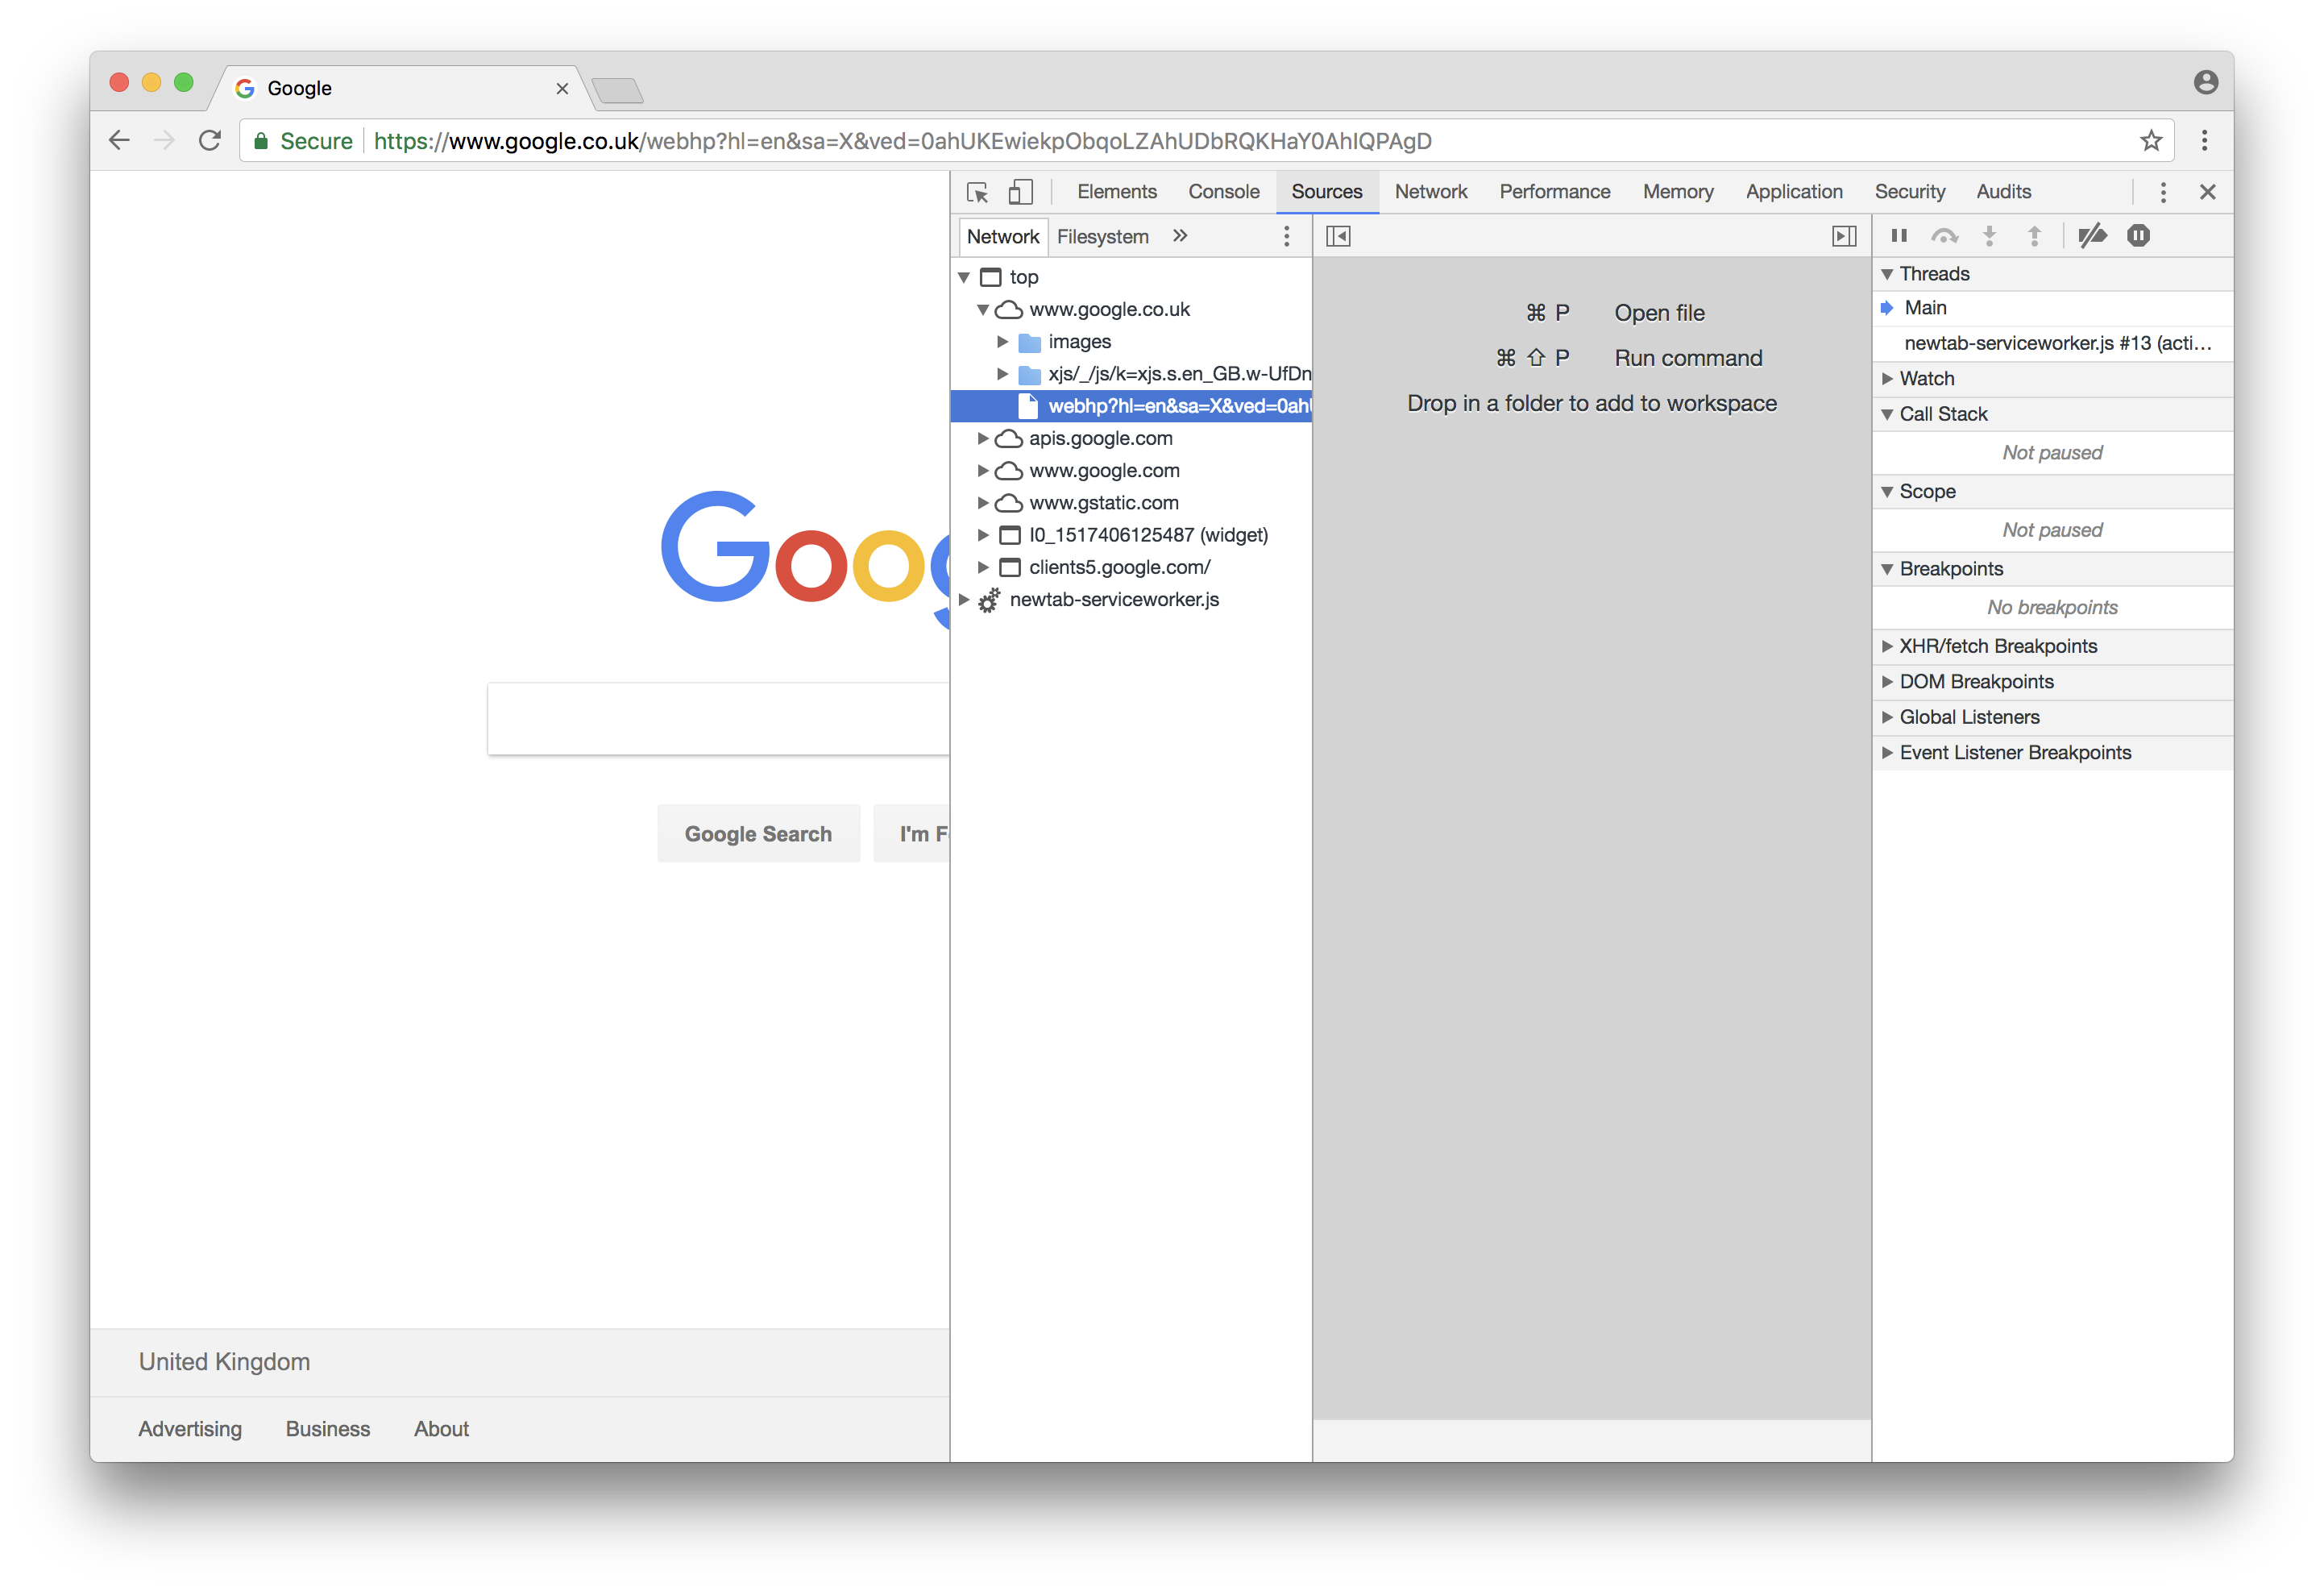 Google
Secure https://www.google.co.uk/webhp?hl=en&sa=X&ved=0ahUKEwiekpObqoLZAhUDbRQKHaY0AhIQPAgD
Elements Console Sources Network Performance Memory Application Security Audits
Network Filesystem »
top
www.google.co.uk
images
xjs/_/js/k=xjs.s.en_GB.w-UfDn
webhp?hl=en&sa=X&ved=0ah
apis.google.com
www.google.com
www.gstatic.com
I0_1517406125487 (widget)
clients5.google.com/
newtab-serviceworker.js
⌘ P Open file
⌘ ⇧ P Run command
Drop in a folder to add to workspace
Threads
Main
newtab-serviceworker.js #13 (acti…
Watch
Call Stack
Not paused
Scope
Not paused
Breakpoints
No breakpoints
XHR/fetch Breakpoints
DOM Breakpoints
Global Listeners
Event Listener Breakpoints
Goog
Google Search
I'm F
United Kingdom
Advertising Business About